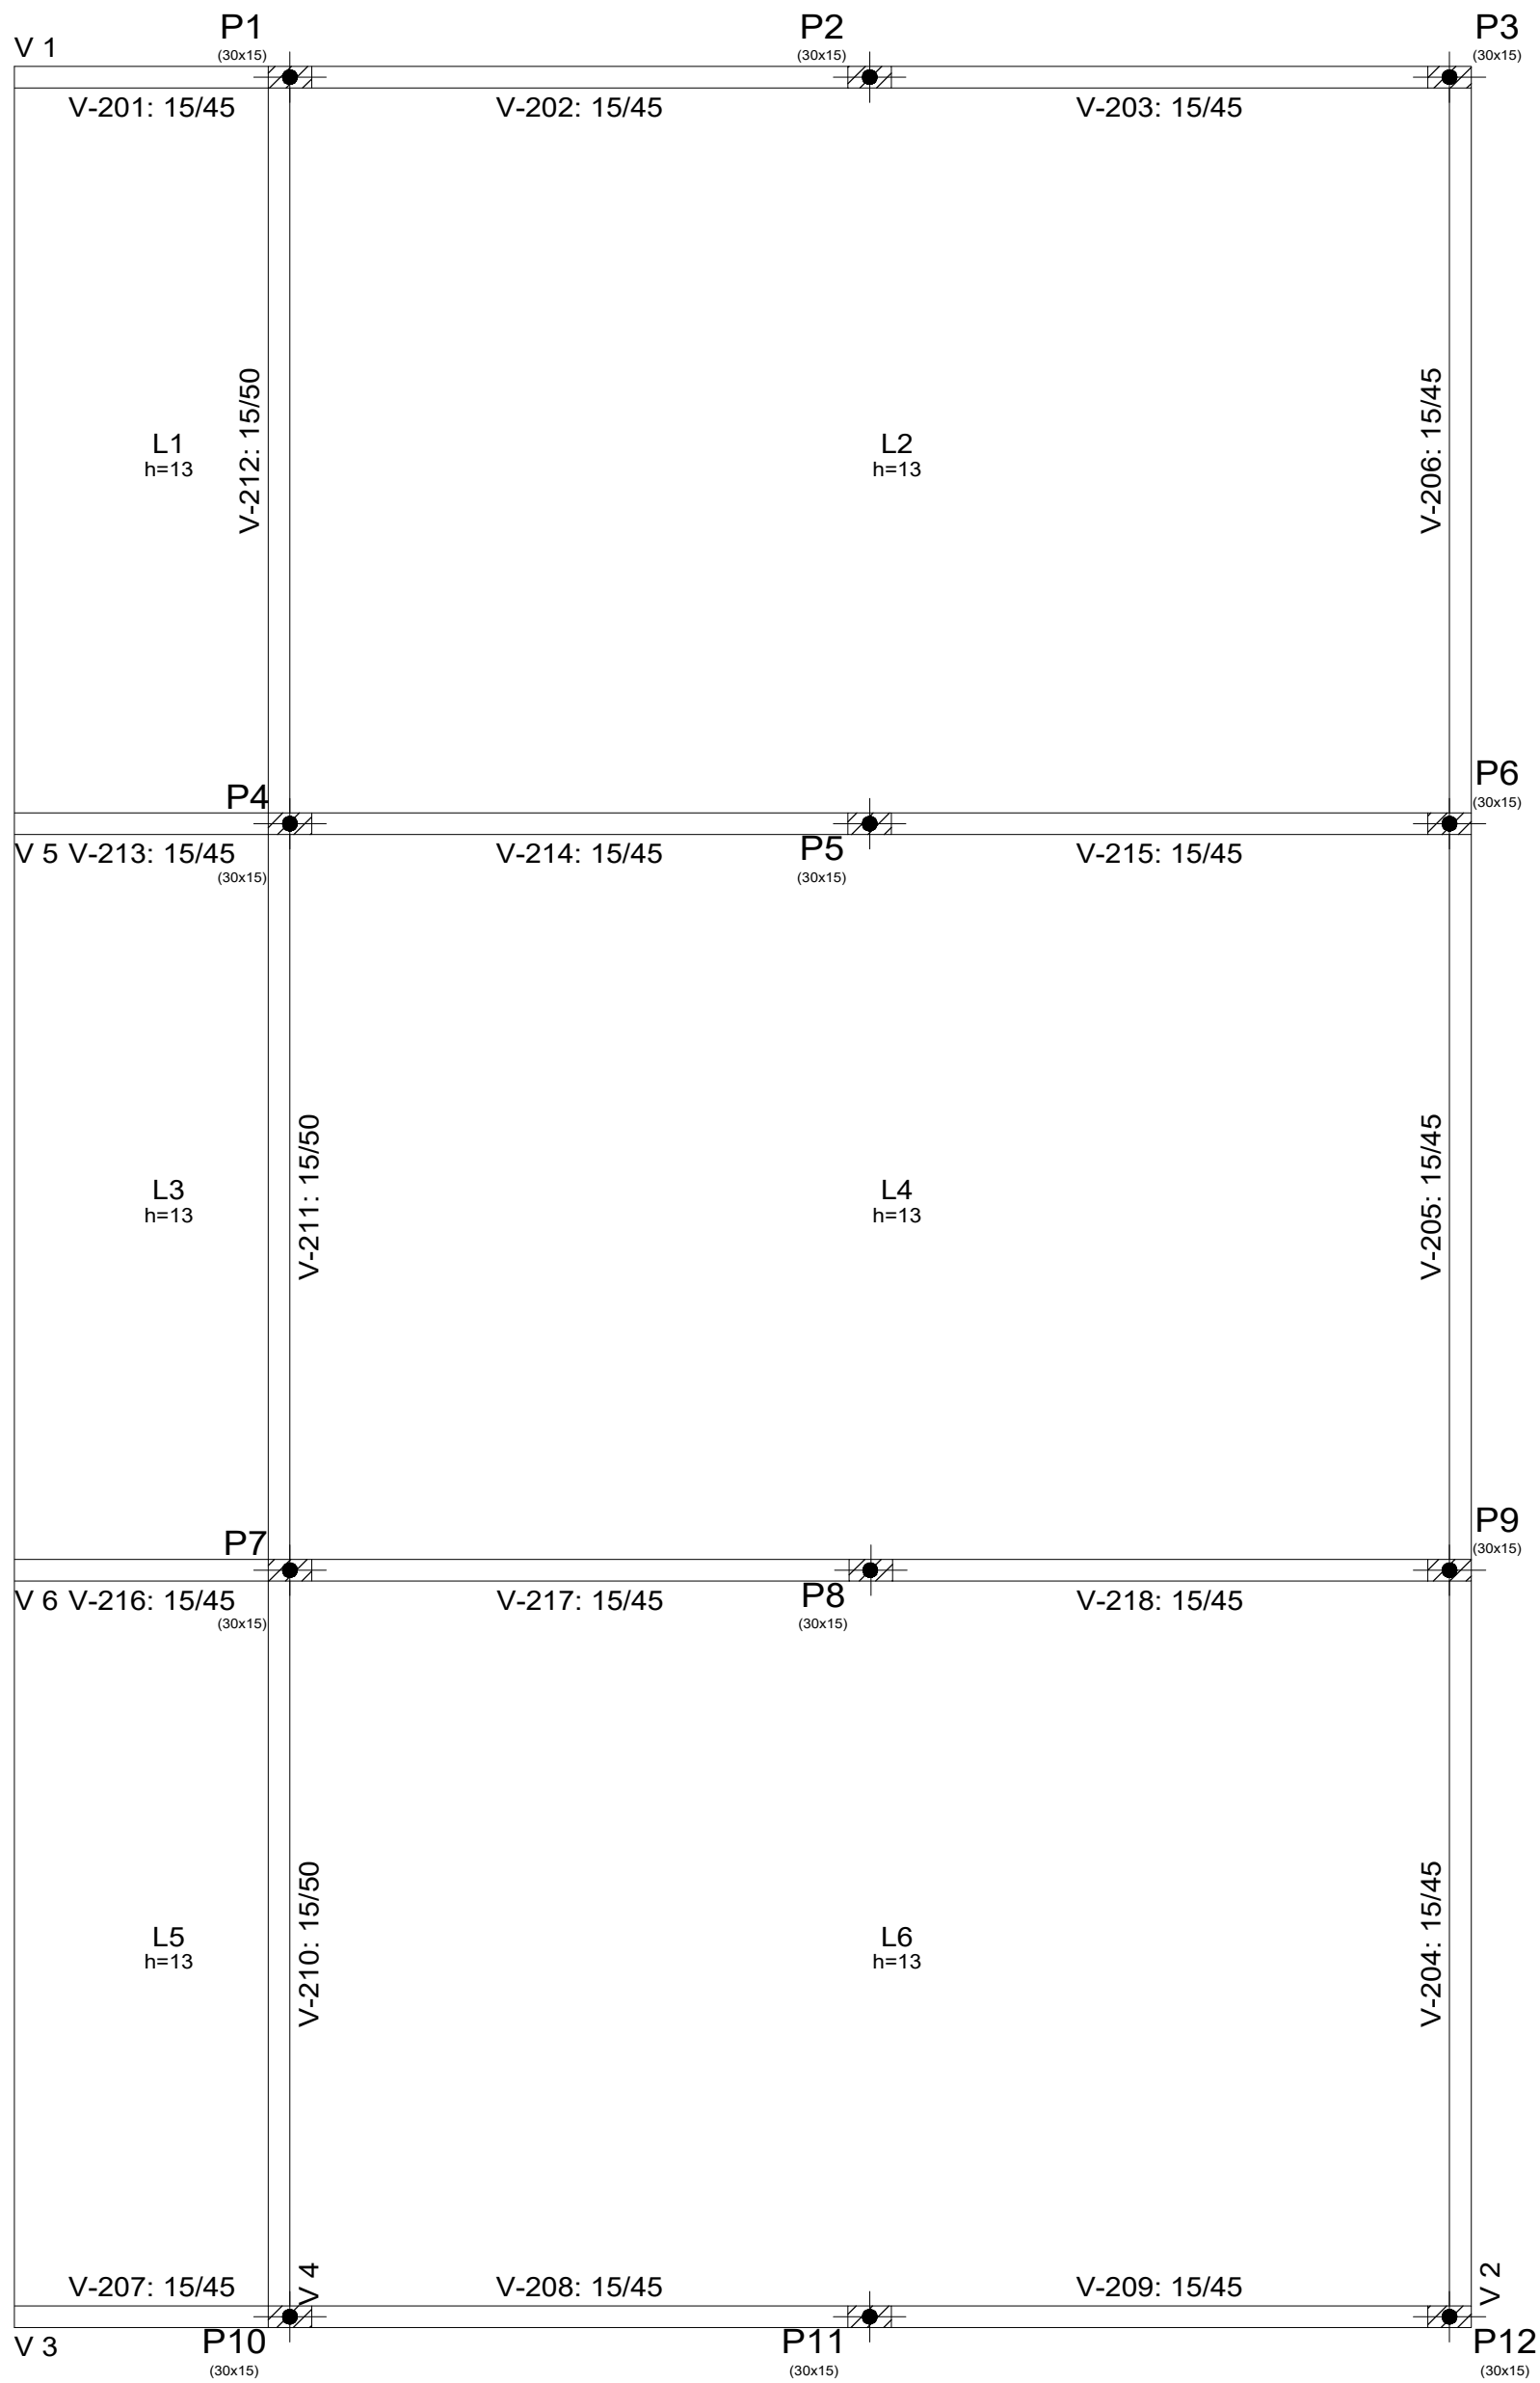 P1
P2
P3
V 1
(30x15)
(30x15)
(30x15)
V-201: 15/45
V-202: 15/45
V-203: 15/45
V-212: 15/50
V-206: 15/45
L1
h=13
L2
h=13
P4
P6
(30x15)
V 5
V-213: 15/45
V-214: 15/45
P5
V-215: 15/45
(30x15)
(30x15)
V-211: 15/50
V-205: 15/45
L3
h=13
L4
h=13
P7
P9
(30x15)
V 6
V-216: 15/45
V-217: 15/45
P8
V-218: 15/45
(30x15)
(30x15)
V-210: 15/50
V-204: 15/45
L5
h=13
L6
h=13
V 4
V 2
V-207: 15/45
V-208: 15/45
V-209: 15/45
V 3
P10
P11
P12
(30x15)
(30x15)
(30x15)